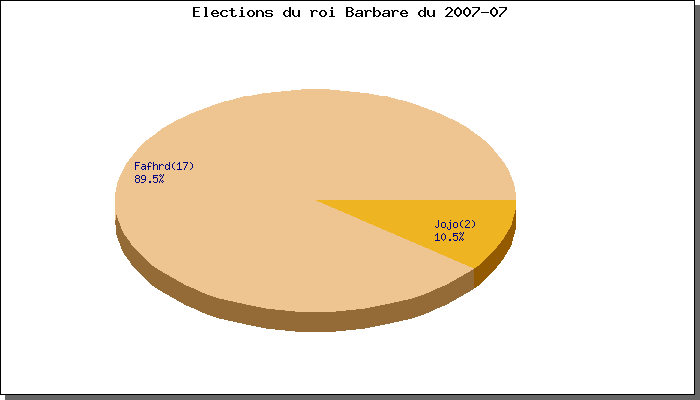 Elections du roi Barbare du 2007-07
Fafhrd(17)
89.5%
Jojo(2)
10.5%